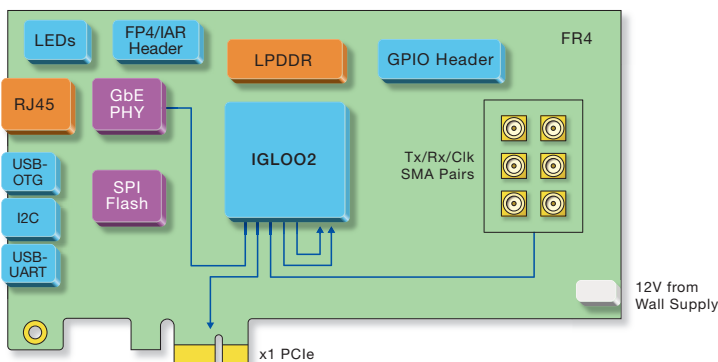 LEDs
FP4/IAR
Header
LPDDR
GPIO Header
FR4
RJ45
GbE
PHY
IGLOO2
Tx/Rx/Clk
SMA Pairs
USB-
OTG
SPI
Flash
I2C
USB-
UART
12V from
Wall Supply
x1 PCIe